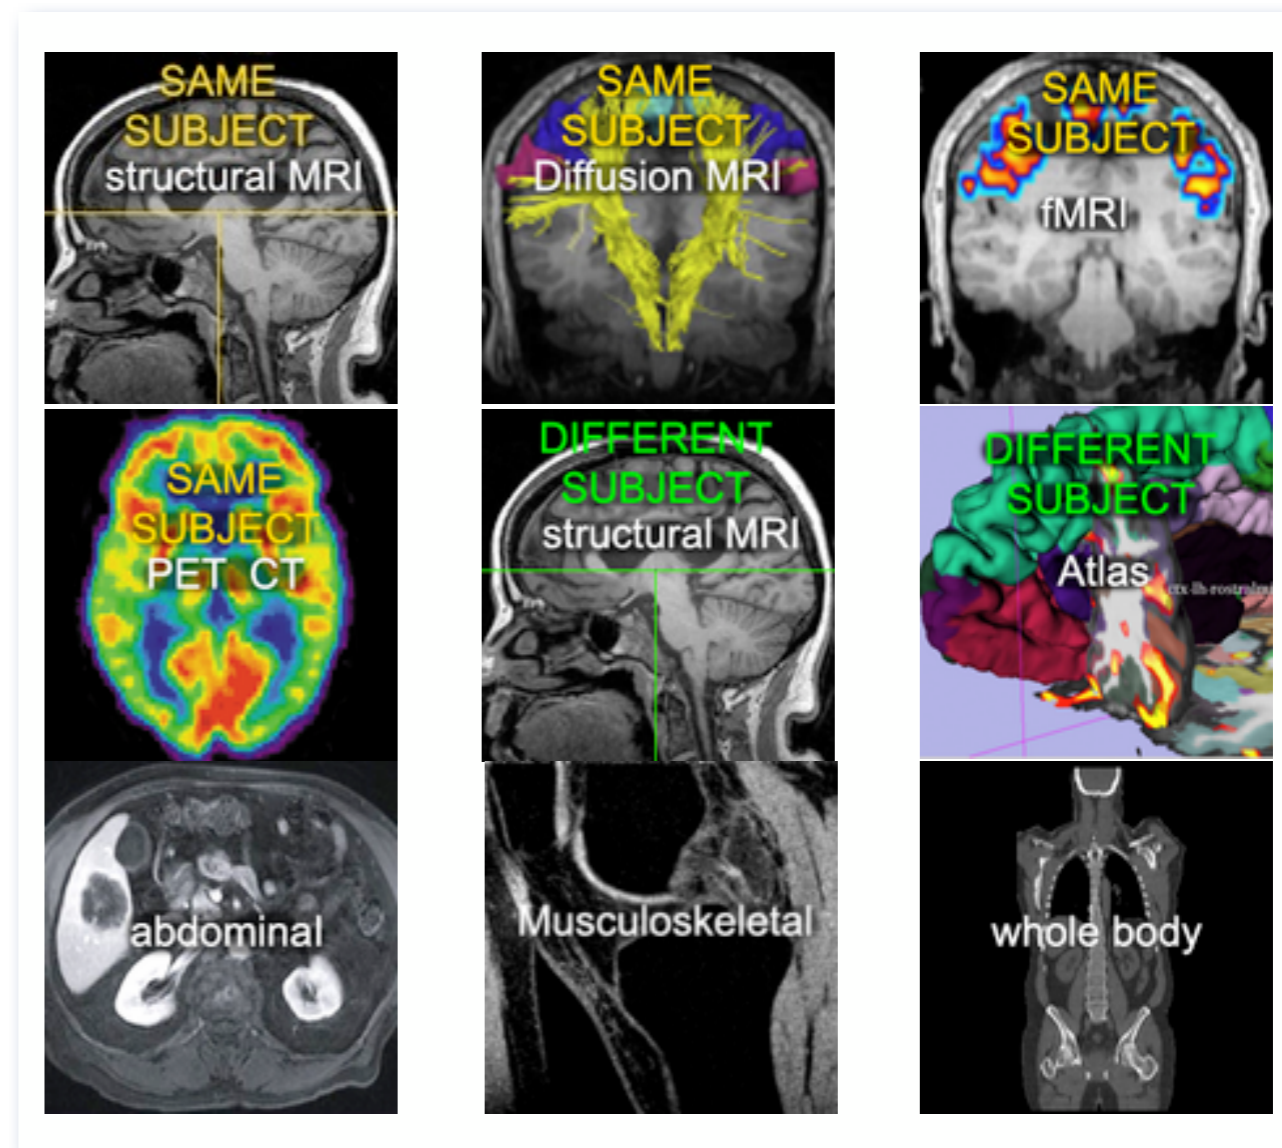 SAME
SUBJECT
structural MRI
SAME
SUBJECT
Diffusion MRI
SAME
SUBJECT
fMRI
SAME
SUBJECT
PET CT
DIFFERENT
SUBJECT
structural MRI
DIFFERENT
SUBJECT
Atlas
abdominal
Musculoskeletal
whole body